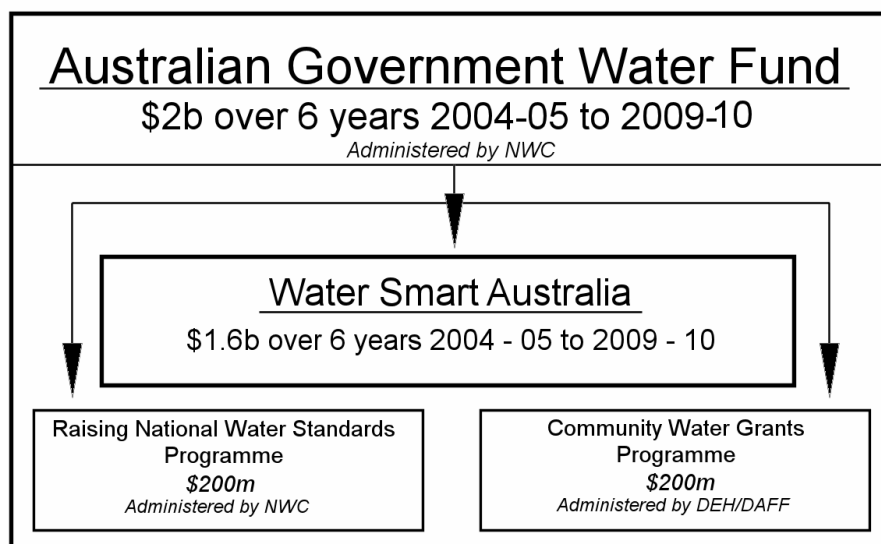 Australian Government Water Fund
$2b over 6 years 2004-05 to 2009-10
Administered by NWC
Water Smart Australia
$1.6b over 6 years 2004 - 05 to 2009 - 10
Raising National Water Standards
Programme
$200m
Administered by NWC
Community Water Grants
Programme
$200m
Administered by DEH/DAFF